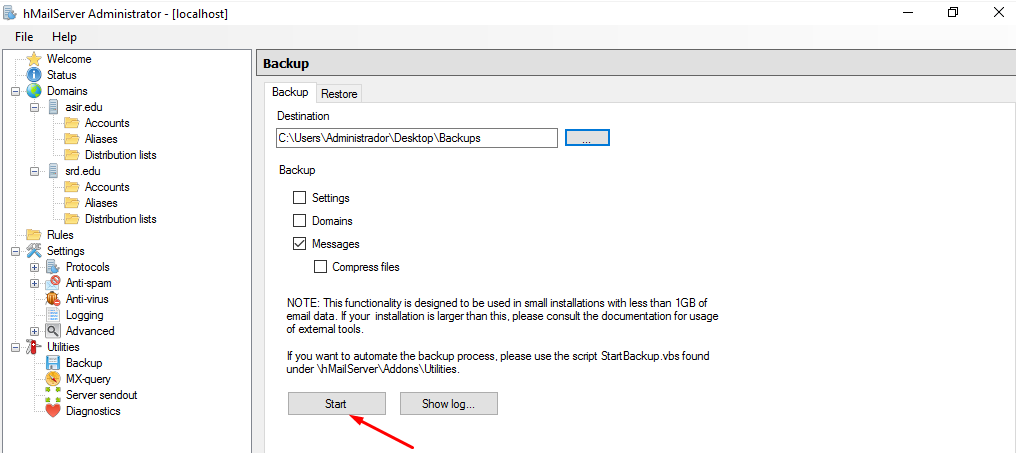 hMailServer Administrator - [localhost]
File Help
Welcome
Status
Domains
asir.edu
Accounts
Aliases
Distribution lists
srd.edu
Accounts
Aliases
Distribution lists
Rules
Settings
Protocols
Anti-spam
Anti-virus
Logging
Advanced
Utilities
Backup
MX-query
Server sendout
Diagnostics
Backup
Backup Restore
Destination
C:\Users\Administrador\Desktop\Backups ...
Backup
Settings
Domains
Messages
Compress files
NOTE: This functionality is designed to be used in small installations with less than 1GB of
email data. If your installation is larger than this, please consult the documentation for usage
of external tools.
If you want to automate the backup process, please use the script StartBackup.vbs found
under \hMailServer\Addons\Utilities.
Start Show log...